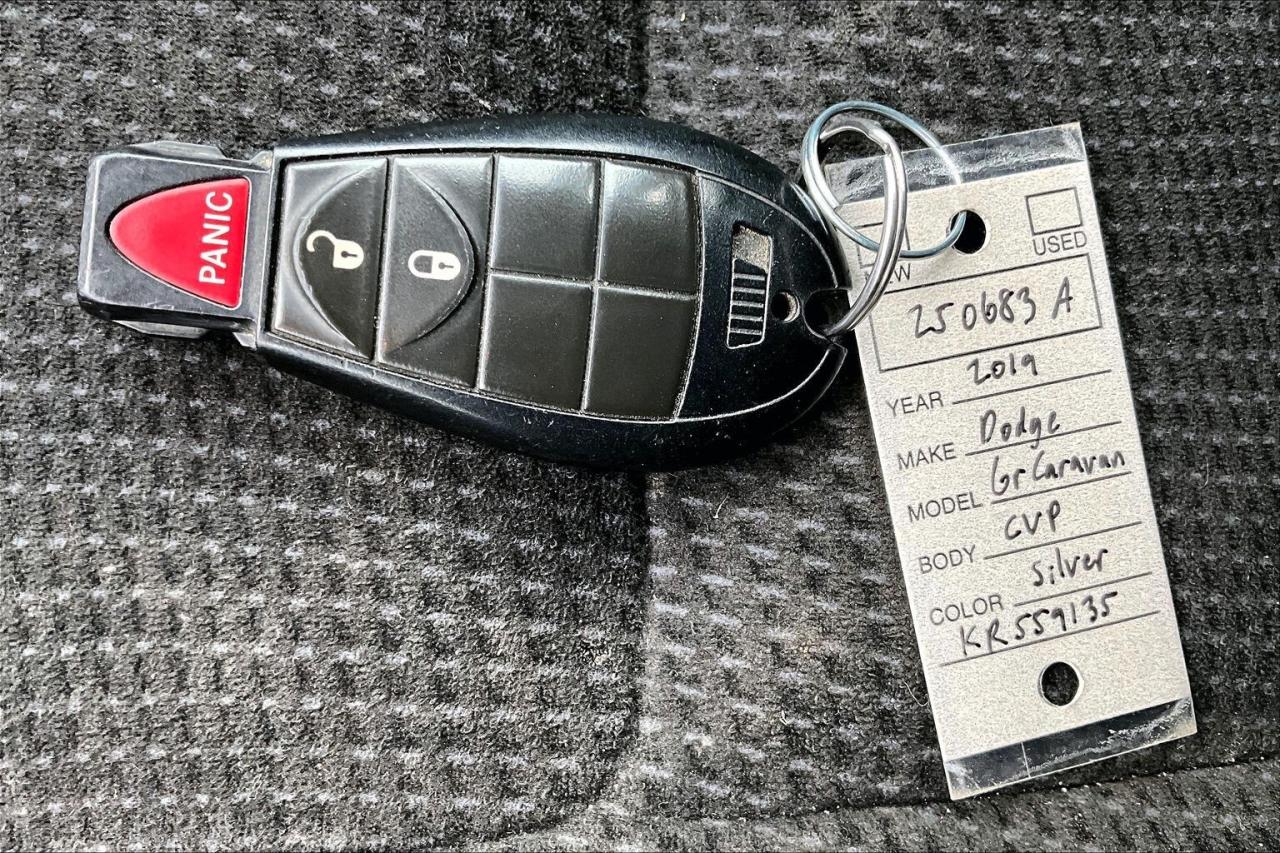 PANIC
USED
W
250683 A
YEAR 2019
MAKE Dodge
MODEL Gr Caravan
BODY CVP
COLOR Silver
KR559135